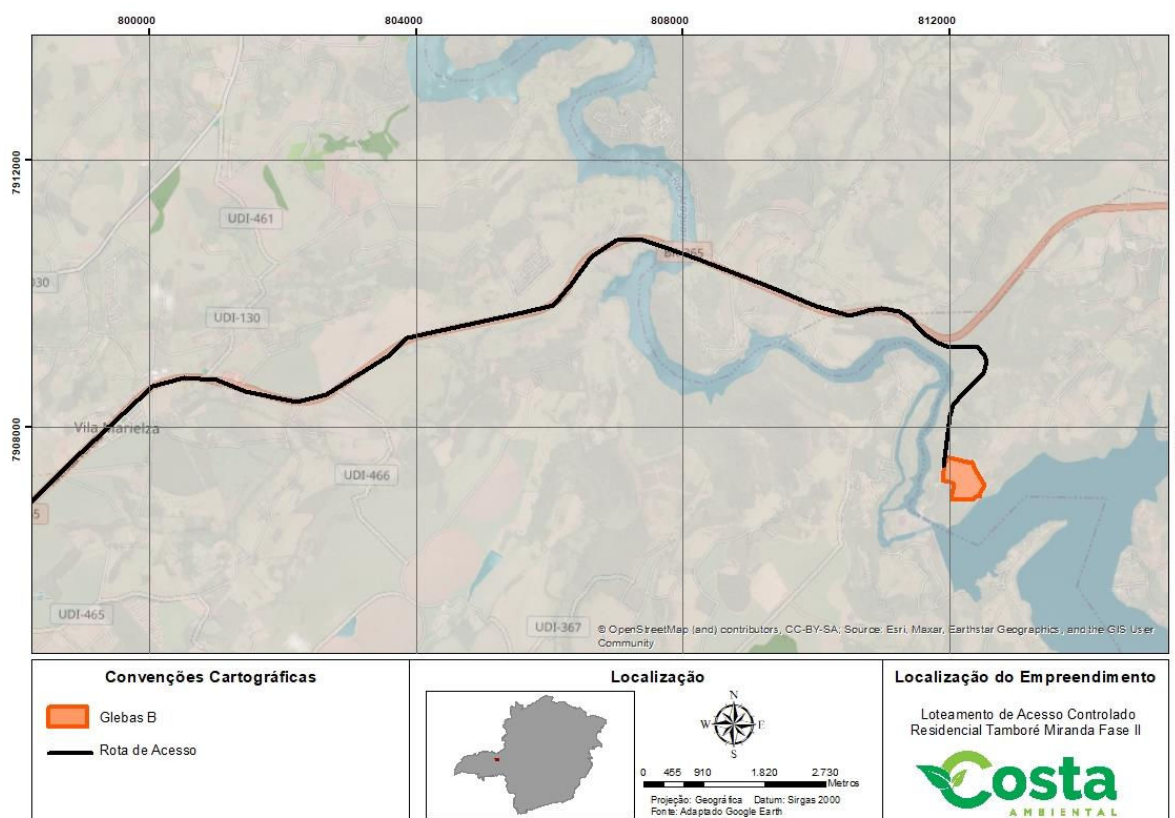 800000
804000
808000
812000
7912000
UDI-461
BR-365
130
UDI-130
7908000
Vila Marielza
UDI-466
5
UDI-465
UDI-367
© OpenStreetMap (and) contributors, CC-BY-SA; Source: Esri, Maxar, Earthstar Geographics, and the GIS User
Community
Convenções Cartográficas
Glebas B
Rota de Acesso
Localização
N
W E
S
0 455 910 1.820 2.730
Metros
Projeção: Geográfica Datum: Sirgas 2000
Fonte: Adaptado Google Earth
Localização do Empreendimento
Loteamento de Acesso Controlado
Residencial Tamboré Miranda Fase II
Costa
AMBIENTAL